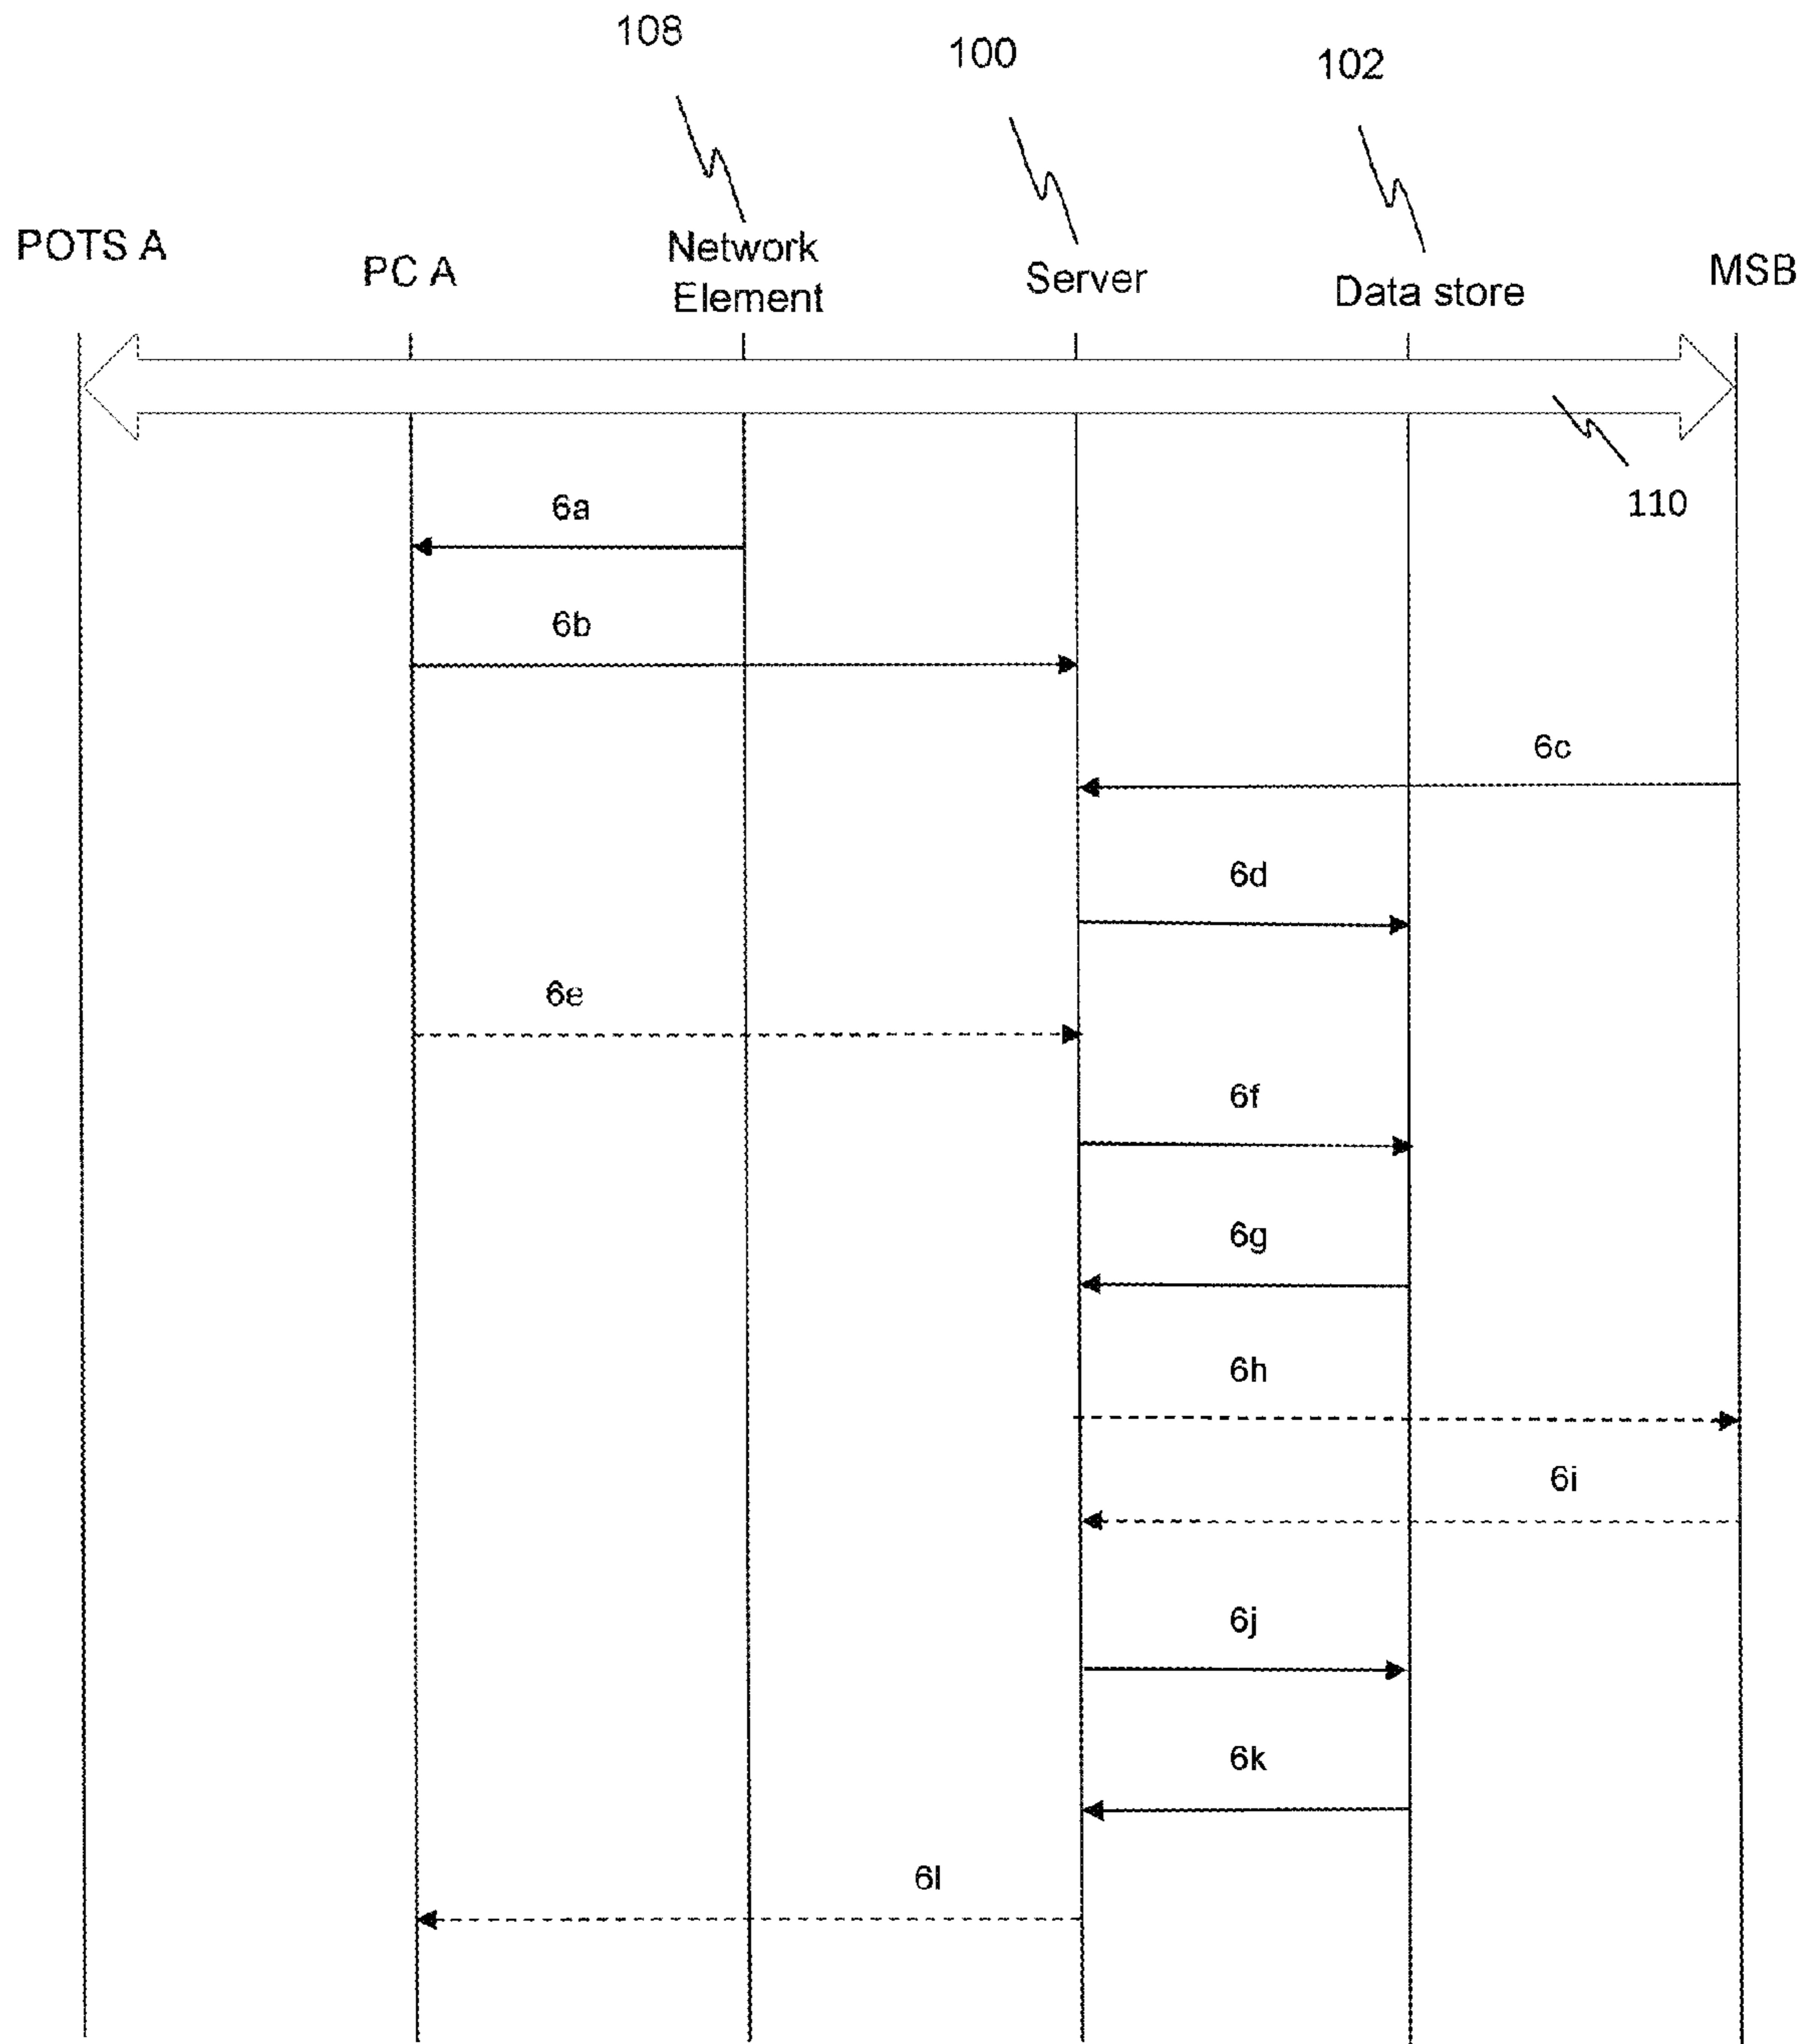 108
100
102
POTS A
PC A
Network
Element
Server
Data store
MSB
110
6a
6b
6c
6d
6e
6f
6g
6h
6i
6j
6k
6l